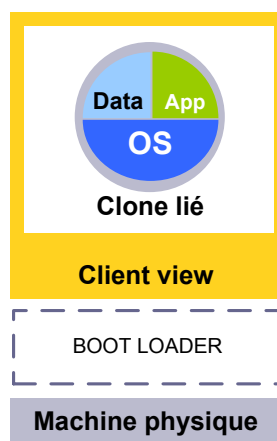 Data App
OS
Clone lié
Client view
BOOT LOADER
Machine physique